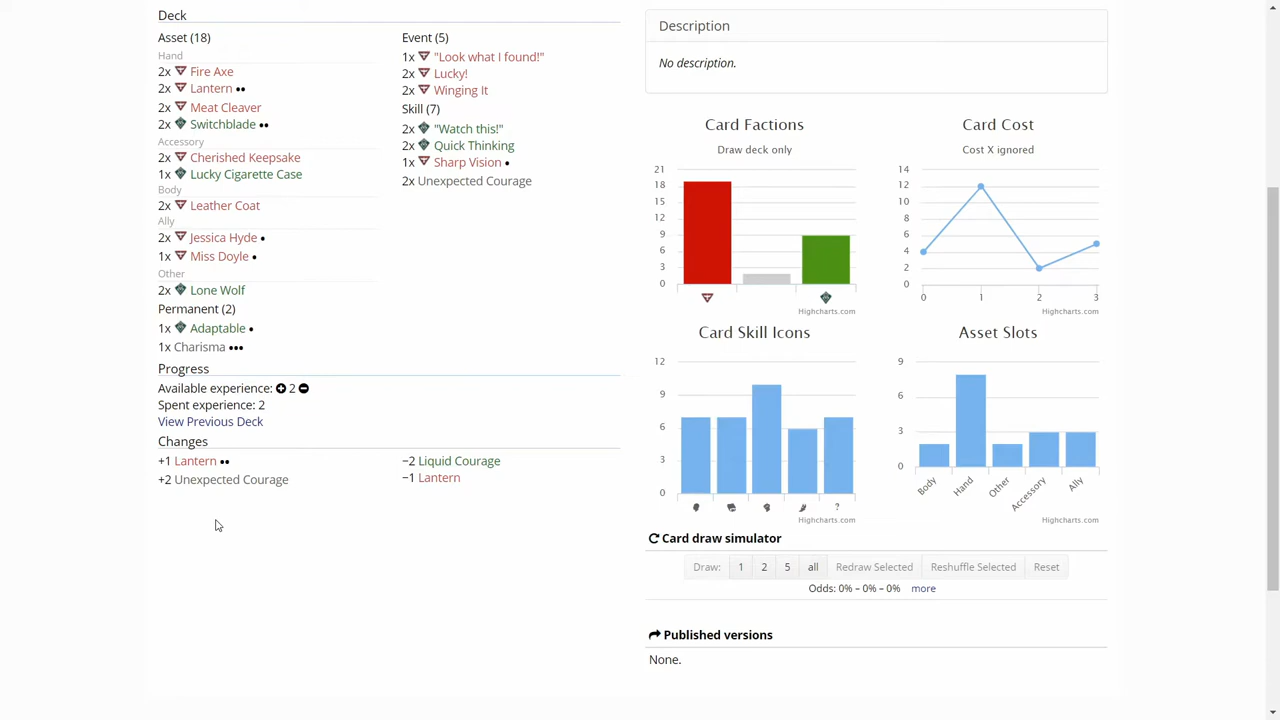 Deck
Asset (18)
Hand
2x Fire Axe
2x Lantern ••
2x Meat Cleaver
2x Switchblade ••
Accessory
2x Cherished Keepsake
1x Lucky Cigarette Case
Body
2x Leather Coat
Ally
2x Jessica Hyde •
1x Miss Doyle •
Other
2x Lone Wolf
Permanent (2)
1x Adaptable •
1x Charisma •••
Event (5)
1x "Look what I found!"
2x Lucky!
2x Winging It
Skill (7)
2x "Watch this!"
2x Quick Thinking
1x Sharp Vision •
2x Unexpected Courage
Progress
Available experience: 2
Spent experience: 2
View Previous Deck
Changes
+1 Lantern ••
+2 Unexpected Courage
−2 Liquid Courage
−1 Lantern
Description
No description.
Card Factions
Draw deck only
21
18
15
12
9
6
3
0
Highcharts.com
Card Cost
Cost X ignored
14
12
10
8
6
4
2
0
0 1 2 3
Highcharts.com
Card Skill Icons
12
9
6
3
0
?
Highcharts.com
Asset Slots
9
6
3
0
Body Hand Other Accessory Ally
Highcharts.com
Card draw simulator
Draw: 1 2 5 all Redraw Selected Reshuffle Selected Reset
Odds: 0% – 0% – 0% more
Published versions
None.